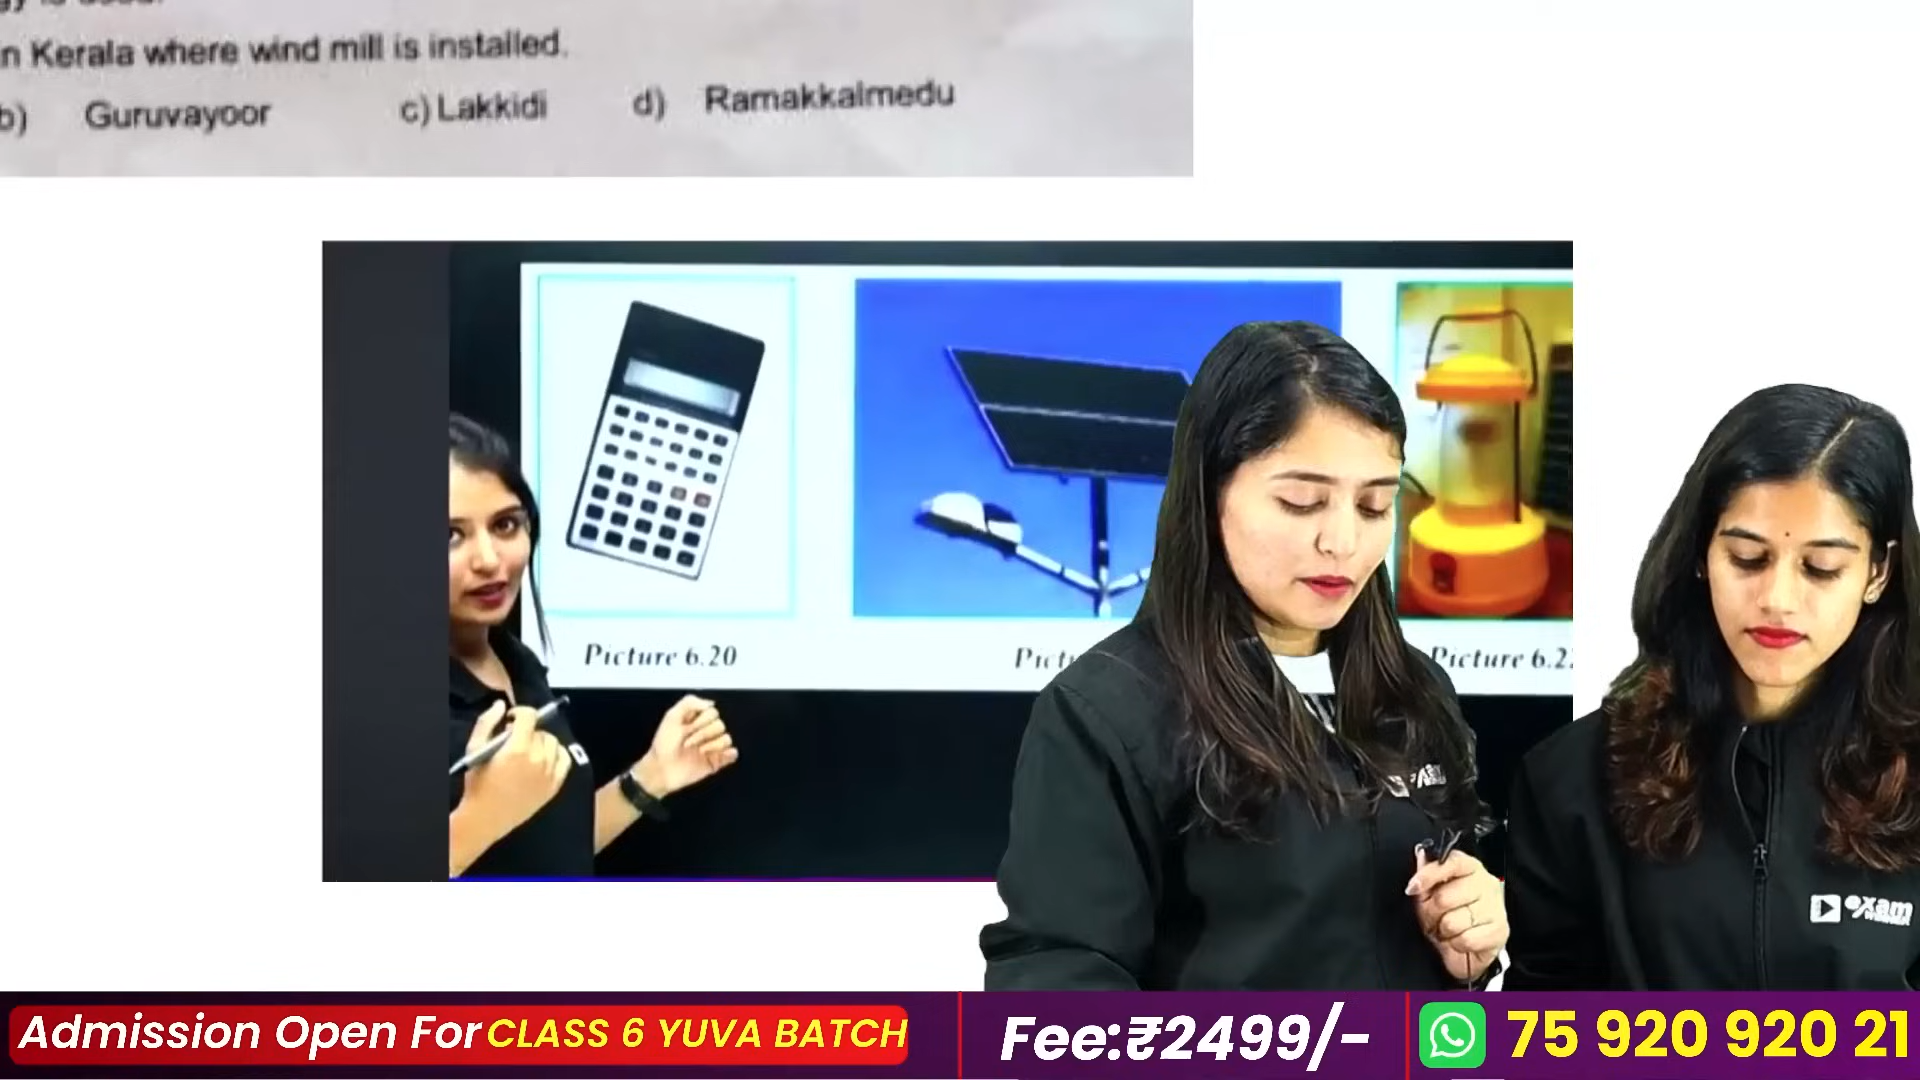 n Kerala where wind mill is installed.
b) Guruvayoor c) Lakkidi d) Ramakkalmedu
Picture 6.20
Picture 6.2
exam
Admission Open For CLASS 6 YUVA BATCH
Fee:₹2499/-
75 920 920 21